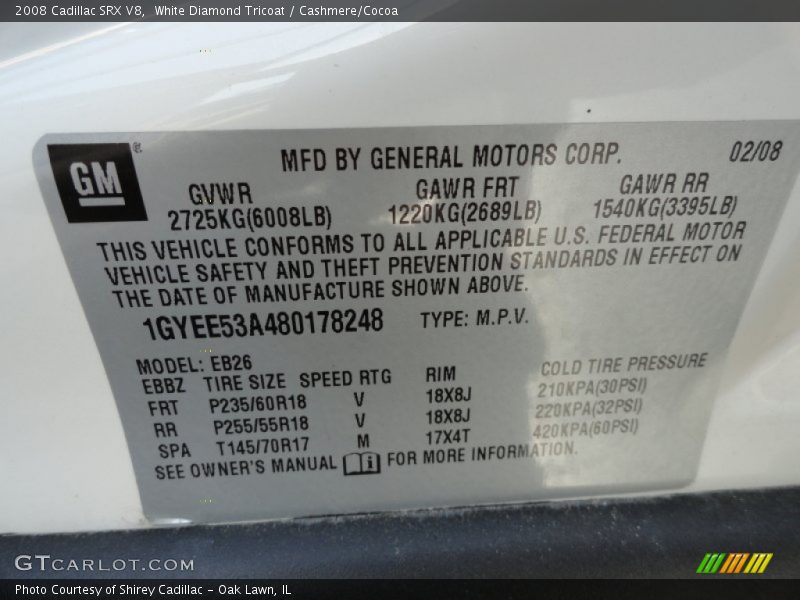 2008 Cadillac SRX V8, White Diamond Tricoat / Cashmere/Cocoa
GM®
MFD BY GENERAL MOTORS CORP. 02/08
GVWR GAWR FRT GAWR RR
2725KG(6008LB) 1220KG(2689LB) 1540KG(3395LB)
THIS VEHICLE CONFORMS TO ALL APPLICABLE U.S. FEDERAL MOTOR
VEHICLE SAFETY AND THEFT PREVENTION STANDARDS IN EFFECT ON
THE DATE OF MANUFACTURE SHOWN ABOVE.
1GYEE53A480178248 TYPE: M.P.V.
MODEL: EB26
EBBZ TIRE SIZE SPEED RTG RIM COLD TIRE PRESSURE
FRT P235/60R18 V 18X8J 210KPA(30PSI)
RR P255/55R18 V 18X8J 220KPA(32PSI)
SPA T145/70R17 M 17X4T 420KPA(60PSI)
SEE OWNER'S MANUAL i FOR MORE INFORMATION.
GTCARLOT.COM
Photo Courtesy of Shirey Cadillac - Oak Lawn, IL